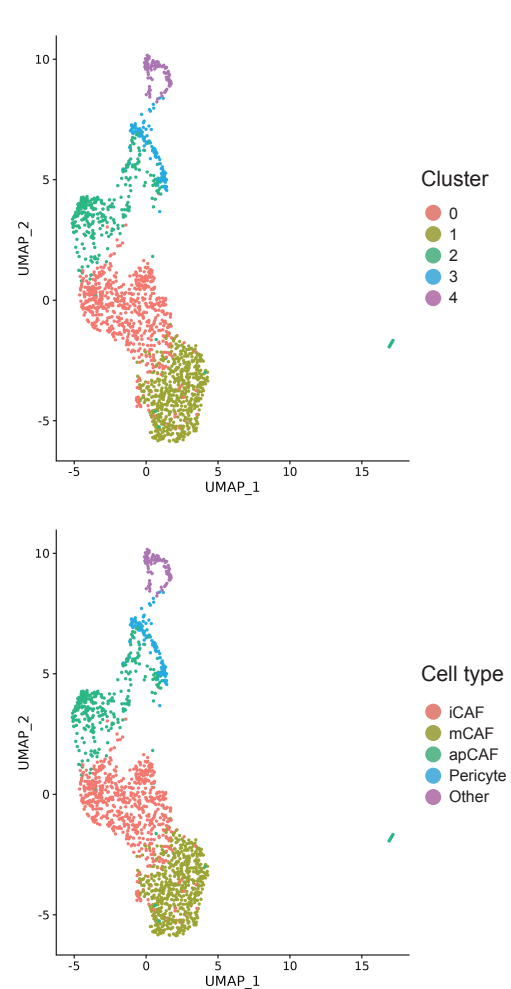 10
5
0
-5
UMAP_2
-5 0 5 10 15
UMAP_1
Cluster
0
1
2
3
4
10
5
0
-5
UMAP_2
-5 0 5 10 15
UMAP_1
Cell type
iCAF
mCAF
apCAF
Pericyte
Other